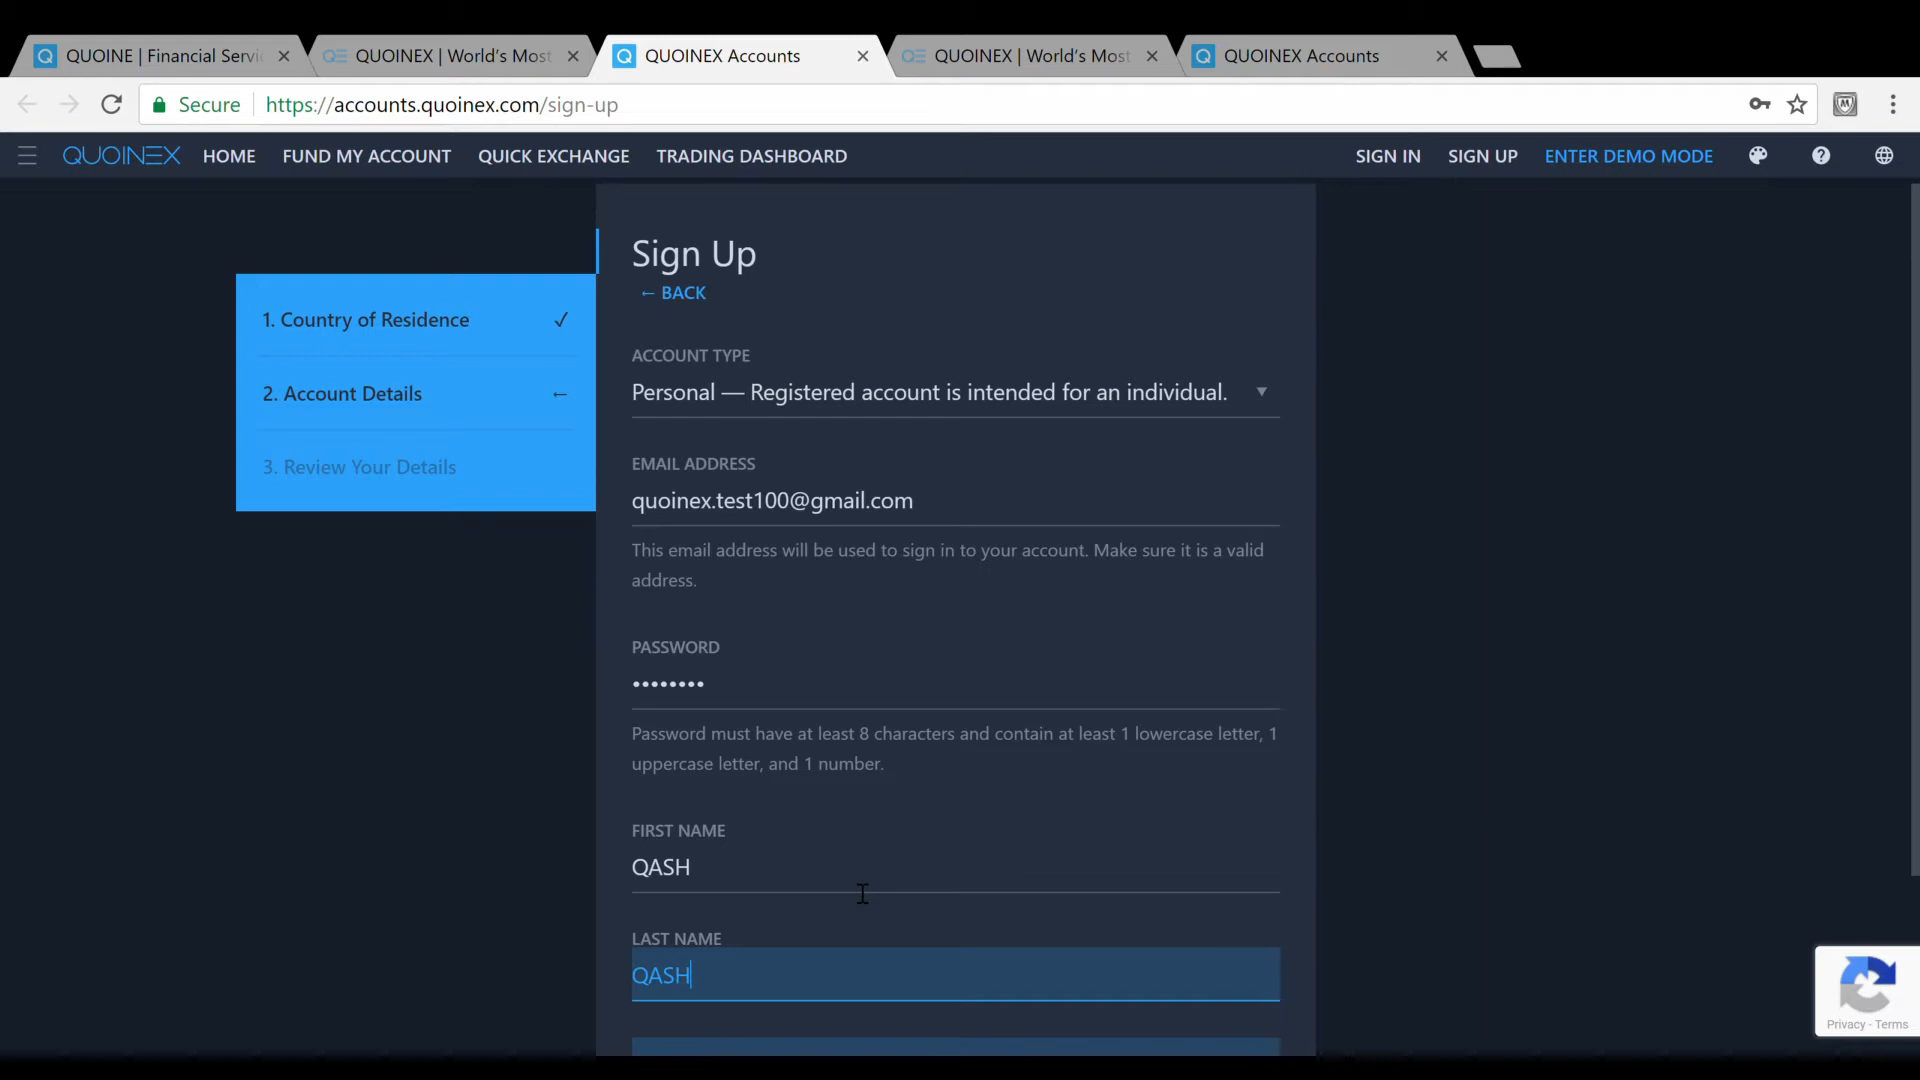 QUOINE | Financial Servi
QUOINEX | World's Most
QUOINEX Accounts
QUOINEX | World's Most
QUOINEX Accounts
Secure
https://accounts.quoinex.com/sign-up
QUOINEX
HOME
FUND MY ACCOUNT
QUICK EXCHANGE
TRADING DASHBOARD
SIGN IN
SIGN UP
ENTER DEMO MODE
Sign Up
← BACK
1. Country of Residence ✓
2. Account Details ←
3. Review Your Details
ACCOUNT TYPE
Personal — Registered account is intended for an individual.
EMAIL ADDRESS
quoinex.test100@gmail.com
This email address will be used to sign in to your account. Make sure it is a valid
address.
PASSWORD
••••••••
Password must have at least 8 characters and contain at least 1 lowercase letter, 1
uppercase letter, and 1 number.
FIRST NAME
QASH
LAST NAME
QASH
Privacy - Terms